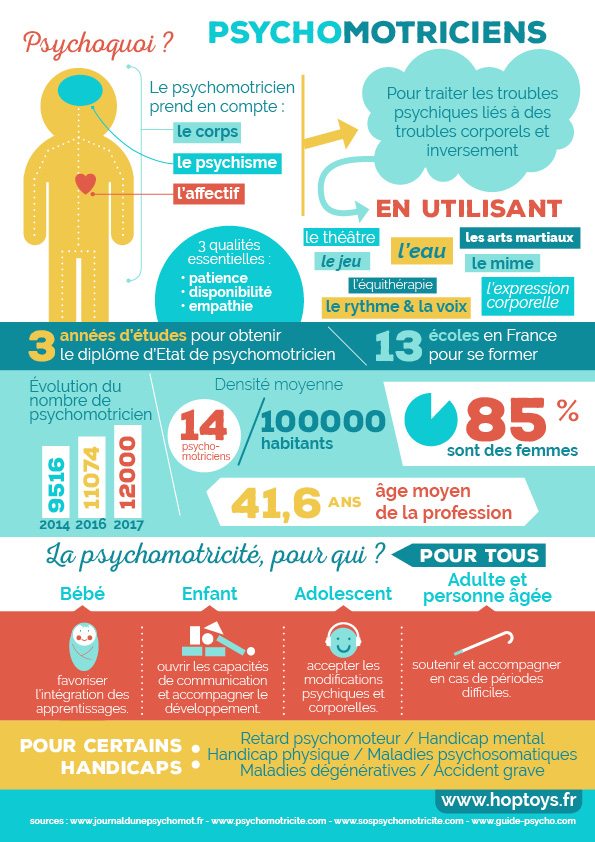 Psychoquoi ?
PSYCHOMOTRICIENS
Le psychomotricien
prend en compte :
le corps
le psychisme
l'affectif
Pour traiter les troubles
psychiques liés à des
troubles corporels et
inversement
EN UTILISANT
le théâtre
l'eau
les arts martiaux
le jeu
le mime
l'équithérapie
l'expression
corporelle
le rythme & la voix
3 qualités
essentielles :
• patience
• disponibilité
• empathie
3 années d'études pour obtenir
le diplôme d'Etat de psychomotricien
13 écoles en France
pour se former
Évolution du
nombre de
psychomotricien
9516
11074
12000
2014 2016 2017
Densité moyenne
14
psycho-
motriciens
/ 100000
habitants
85 %
sont des femmes
41,6 ANS
âge moyen
de la profession
La psychomotricité, pour qui ?
POUR TOUS
Bébé
favoriser
l'intégration des
apprentissages.
Enfant
ouvrir les capacités
de communication
et accompagner le
développement.
Adolescent
accepter les
modifications
psychiques et
corporelles.
Adulte et
personne âgée
soutenir et accompagner
en cas de périodes
difficiles.
POUR CERTAINS
HANDICAPS :
Retard psychomoteur / Handicap mental
Handicap physique / Maladies psychosomatiques
Maladies dégénératives / Accident grave
www.hoptoys.fr
sources : www.journaldunepsychomot.fr - www.psychomotricite.com - www.sospsychomotricite.com - www.guide-psycho.com